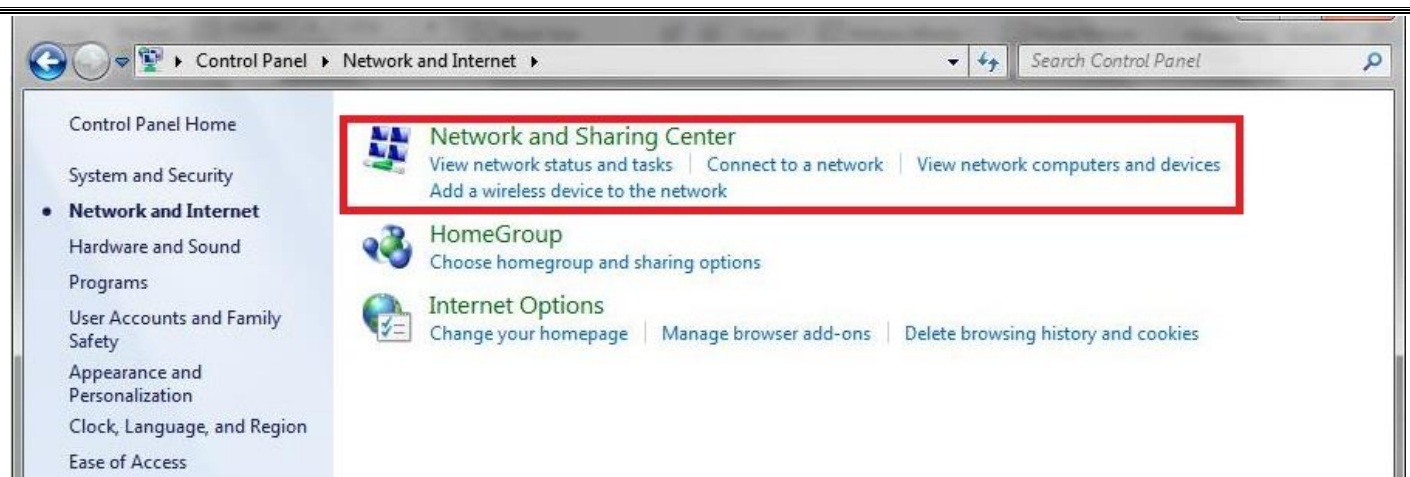 Control Panel Network and Internet Search Control Panel
Control Panel Home
System and Security
Network and Internet
Hardware and Sound
Programs
User Accounts and Family
Safety
Appearance and
Personalization
Clock, Language, and Region
Ease of Access
Network and Sharing Center
View network status and tasks Connect to a network View network computers and devices
Add a wireless device to the network
HomeGroup
Choose homegroup and sharing options
Internet Options
Change your homepage Manage browser add-ons Delete browsing history and cookies